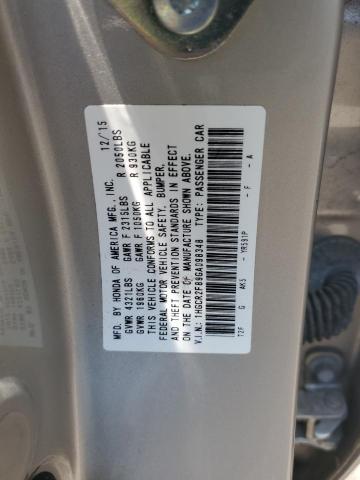 MFD. BY HONDA OF AMERICA MFG., INC. 12/15
GVWR 4321LBS GAWR F 2315LBS R 2050LBS
GVWR 1960KG GAWR F 1050KG R 930KG
THIS VEHICLE CONFORMS TO ALL APPLICABLE
FEDERAL MOTOR VEHICLE SAFETY, BUMPER,
AND THEFT PREVENTION STANDARDS IN EFFECT
ON THE DATE OF MANUFACTURE SHOWN ABOVE.
V.I.N.: 1HGCR2F89GA098348 TYPE: PASSENGER CAR
T2F G AK5 - YR591P - F - A